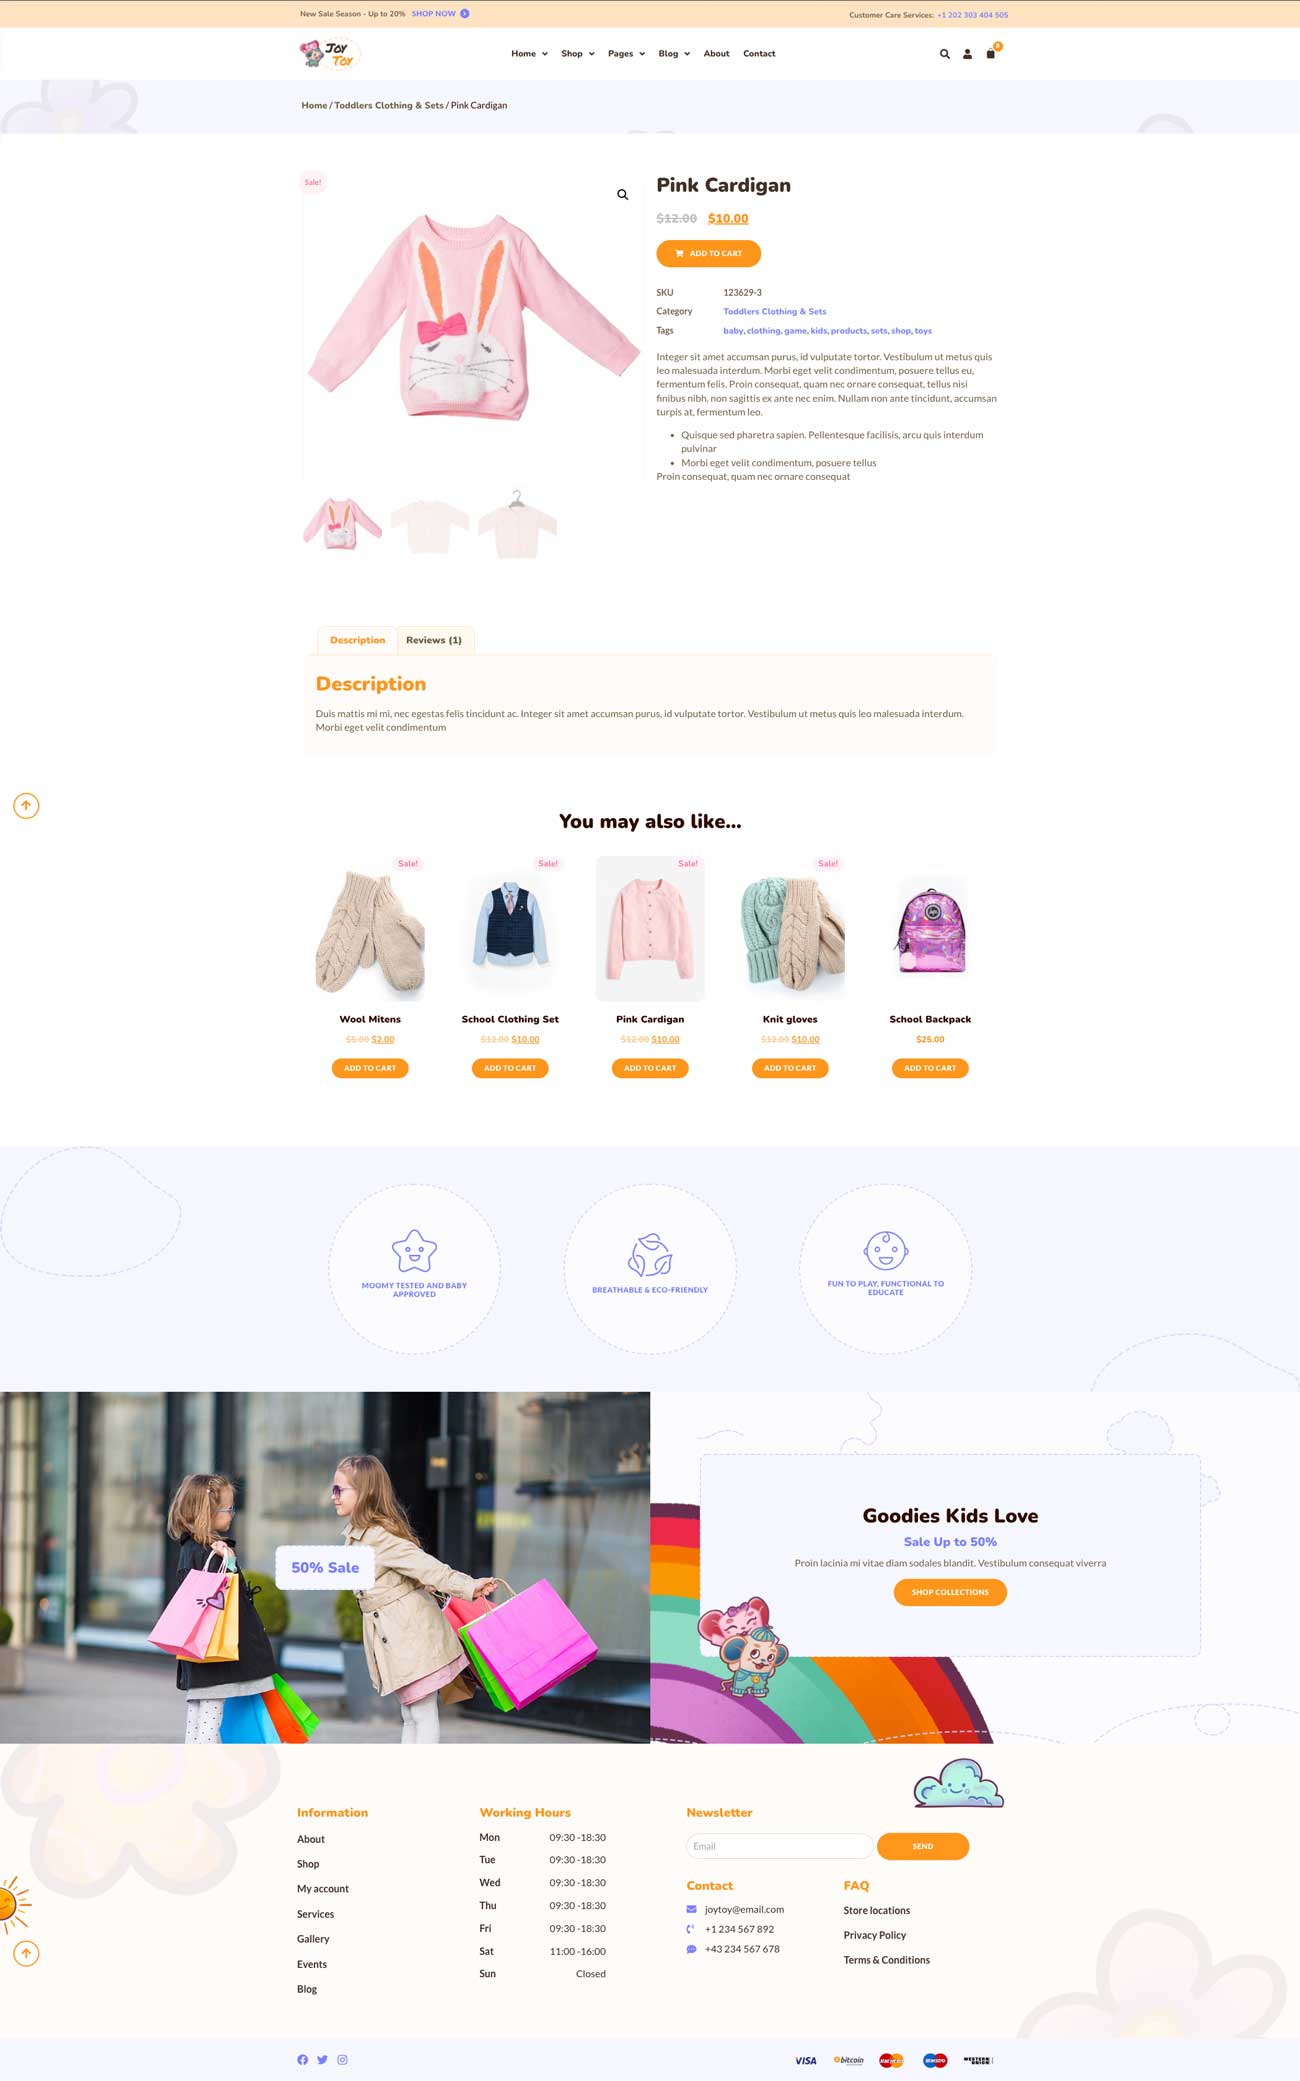 New Sale Season - Up to 20% SHOP NOW
Customer Care Services: +1 202 303 404 505
JOY
TOY
Home Shop Pages Blog About Contact
0
Home / Toddlers Clothing & Sets / Pink Cardigan
Sale!
Pink Cardigan
$12.00 $10.00
ADD TO CART
SKU 123629-3
Category Toddlers Clothing & Sets
Tags baby, clothing, game, kids, products, sets, shop, toys
Integer sit amet accumsan purus, id vulputate tortor. Vestibulum ut metus quis
leo malesuada interdum. Morbi eget velit condimentum, posuere tellus eu,
fermentum felis. Proin consequat, quam nec ornare consequat, tellus nisi
finibus nibh, non sagittis ex ante nec enim. Nullam non ante tincidunt, accumsan
turpis at, fermentum leo.
• Quisque sed pharetra sapien. Pellentesque facilisis, arcu quis interdum
pulvinar
• Morbi eget velit condimentum, posuere tellus
Proin consequat, quam nec ornare consequat
Description Reviews (1)
Description
Duis mattis mi mi, nec egestas felis tincidunt ac. Integer sit amet accumsan purus, id vulputate tortor. Vestibulum ut metus quis leo malesuada interdum.
Morbi eget velit condimentum
You may also like...
Sale! Sale! Sale! Sale!
Wool Mitens School Clothing Set Pink Cardigan Knit gloves School Backpack
$5.00 $2.00 $12.00 $10.00 $12.00 $10.00 $12.00 $10.00 $25.00
ADD TO CART ADD TO CART ADD TO CART ADD TO CART ADD TO CART
MOOMY TESTED AND BABY
APPROVED
BREATHABLE & ECO-FRIENDLY
FUN TO PLAY, FUNCTIONAL TO
EDUCATE
50% Sale
Goodies Kids Love
Sale Up to 50%
Proin lacinia mi vitae diam sodales blandit. Vestibulum consequat viverra
SHOP COLLECTIONS
Information
About
Shop
My account
Services
Gallery
Events
Blog
Working Hours
Mon 09:30 -18:30
Tue 09:30 -18:30
Wed 09:30 -18:30
Thu 09:30 -18:30
Fri 09:30 -18:30
Sat 11:00 -16:00
Sun Closed
Newsletter
Email SEND
Contact
joytoy@email.com
+1 234 567 892
+43 234 567 678
FAQ
Store locations
Privacy Policy
Terms & Conditions
VISA bitcoin MasterCard Maestro WESTERN UNION